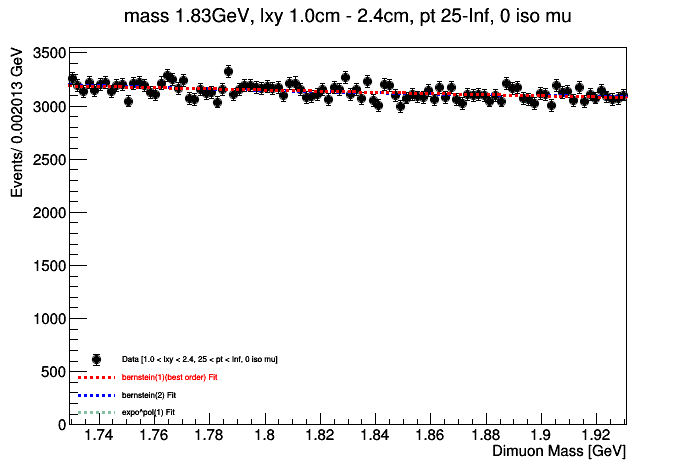 mass 1.83GeV, lxy 1.0cm - 2.4cm, pt 25-Inf, 0 iso mu
Events/ 0.002013 GeV
3500
3000
2500
2000
1500
1000
500
0
Data [1.0 < lxy < 2.4, 25 < pt < Inf, 0 iso mu]
bernstein(1)(best order) Fit
bernstein(2) Fit
expo*pol(1) Fit
1.74 1.76 1.78 1.8 1.82 1.84 1.86 1.88 1.9 1.92
Dimuon Mass [GeV]